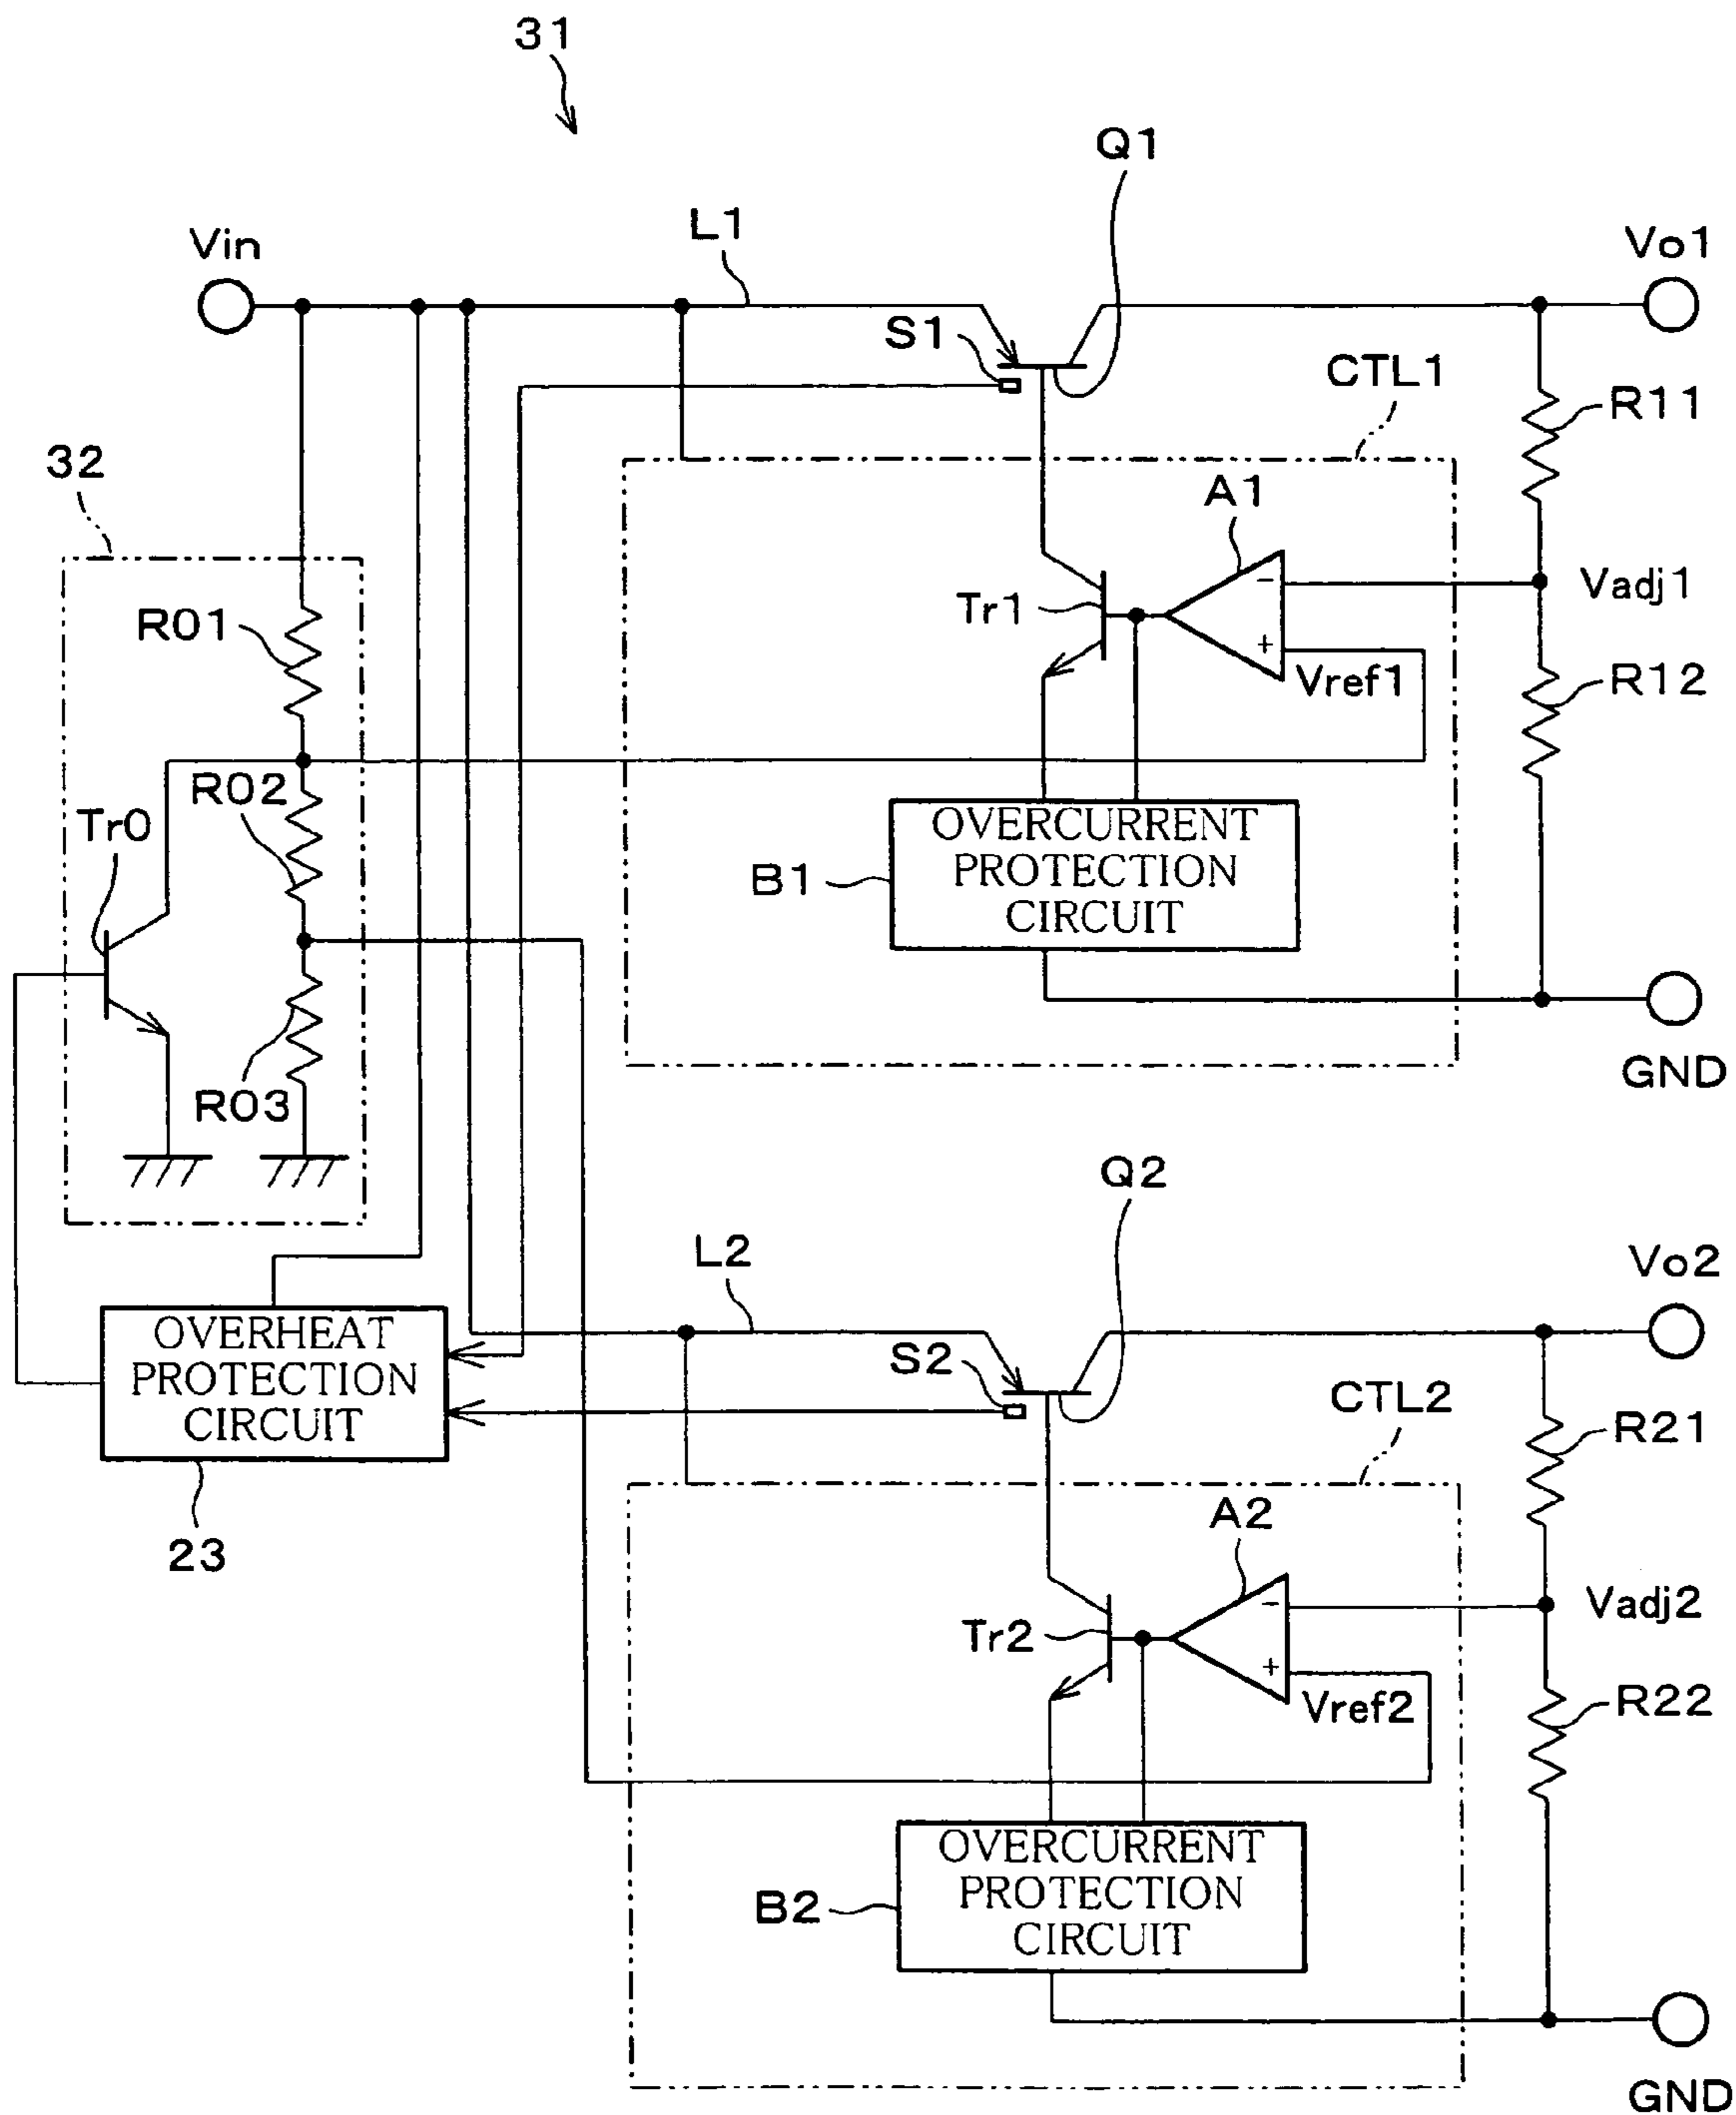 31
Q1
L1
Vin
Vo1
S1
CTL1
R11
32
A1
−
Vadj1
Tr1
R01
+
Vref1
R12
R02
Tr0
OVERCURRENT
PROTECTION
CIRCUIT
B1
R03
GND
Q2
L2
Vo2
OVERHEAT
PROTECTION
CIRCUIT
S2
CTL2
R21
23
A2
−
Vadj2
Tr2
+
Vref2
R22
OVERCURRENT
PROTECTION
CIRCUIT
B2
GND